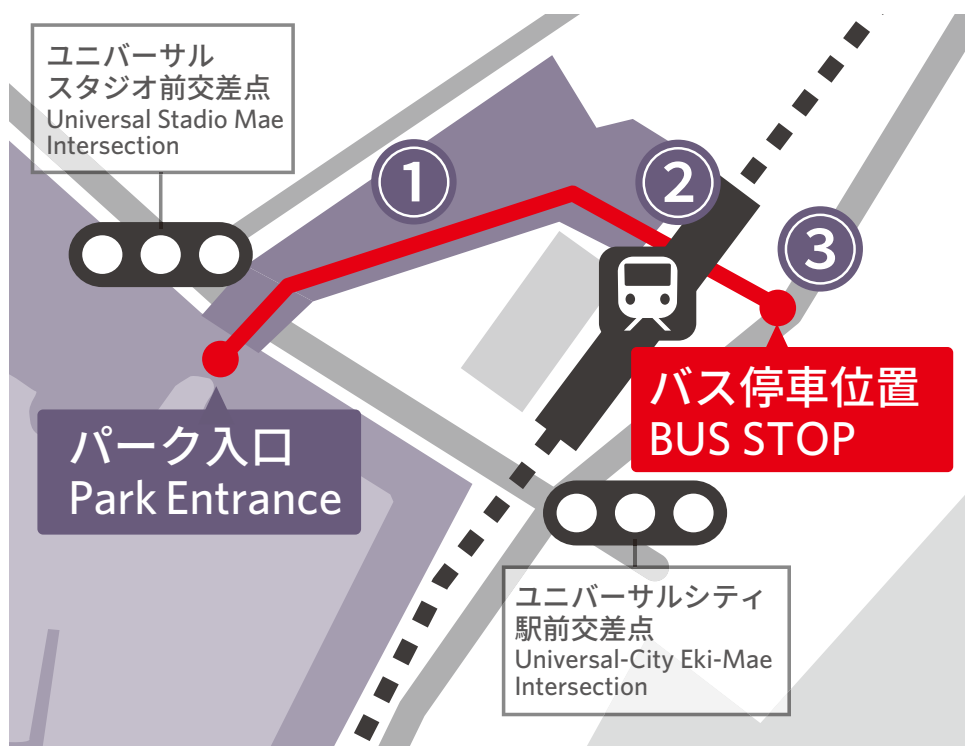 ユニバーサル
スタジオ前交差点
Universal Stadio Mae
Intersection
①
②
③
バス停車位置
BUS STOP
パーク入口
Park Entrance
ユニバーサルシティ
駅前交差点
Universal-City Eki-Mae
Intersection